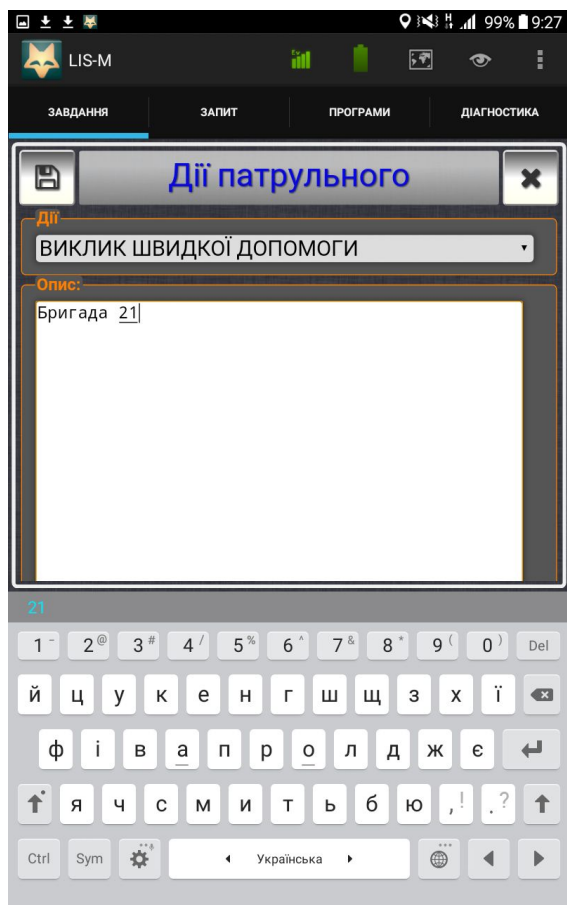 99% 9:27
LIS-M
ЗАВДАННЯ ЗАПИТ ПРОГРАМИ ДІАГНОСТИКА
Дії патрульного
Дії
ВИКЛИК ШВИДКОЇ ДОПОМОГИ
Опис:
Бригада 21
21
1 - 2 @ 3 # 4 / 5 % 6 ^ 7 & 8 * 9 ( 0 ) Del
й ц у к е н г ш щ з х ї
ф і в а п р о л д ж є
я ч с м и т ь б ю , ! . ?
Ctrl Sym Українська